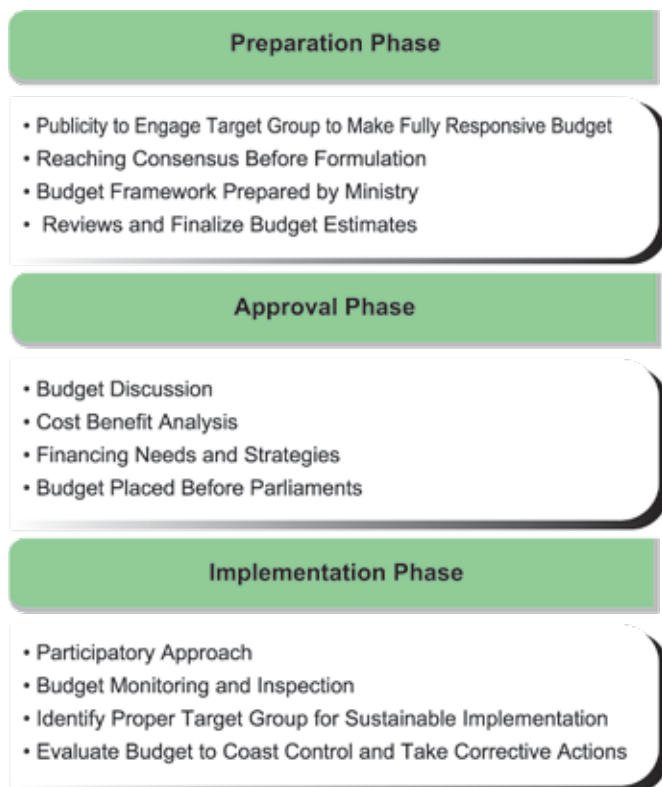 Preparation Phase
• Publicity to Engage Target Group to Make Fully Responsive Budget
• Reaching Consensus Before Formulation
• Budget Framework Prepared by Ministry
• Reviews and Finalize Budget Estimates
Approval Phase
• Budget Discussion
• Cost Benefit Analysis
• Financing Needs and Strategies
• Budget Placed Before Parliaments
Implementation Phase
• Participatory Approach
• Budget Monitoring and Inspection
• Identify Proper Target Group for Sustainable Implementation
• Evaluate Budget to Coast Control and Take Corrective Actions